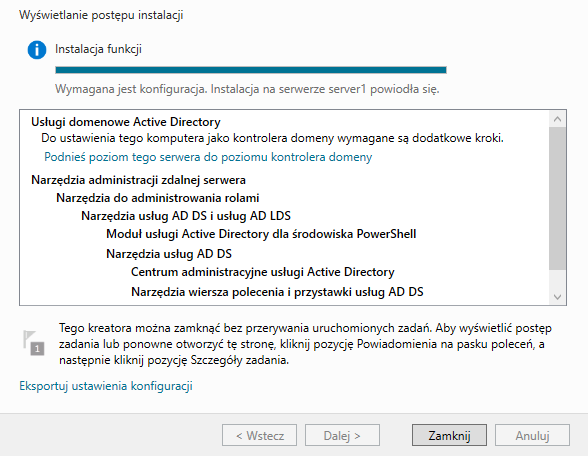 Wyświetlanie postępu instalacji
Instalacja funkcji
Wymagana jest konfiguracja. Instalacja na serwerze server1 powiodła się.
Usługi domenowe Active Directory
Do ustawienia tego komputera jako kontrolera domeny wymagane są dodatkowe kroki.
Podnieś poziom tego serwera do poziomu kontrolera domeny
Narzędzia administracji zdalnej serwera
Narzędzia do administrowania rolami
Narzędzia usług AD DS i usług AD LDS
Moduł usługi Active Directory dla środowiska PowerShell
Narzędzia usług AD DS
Centrum administracyjne usługi Active Directory
Narzędzia wiersza polecenia i przystawki usług AD DS
Tego kreatora można zamknąć bez przerywania uruchomionych zadań. Aby wyświetlić postęp
zadania lub ponowne otworzyć tę stronę, kliknij pozycję Powiadomienia na pasku poleceń, a
następnie kliknij pozycję Szczegóły zadania.
1
Eksportuj ustawienia konfiguracji
< Wstecz
Dalej >
Zamknij
Anuluj